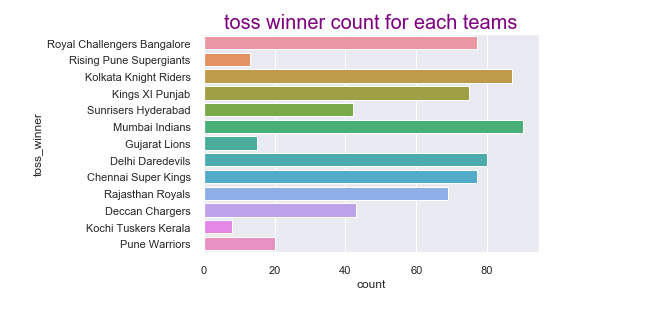 toss winner count for each teams
Royal Challengers Bangalore
Rising Pune Supergiants
Kolkata Knight Riders
Kings XI Punjab
Sunrisers Hyderabad
Mumbai Indians
Gujarat Lions
Delhi Daredevils
Chennai Super Kings
Rajasthan Royals
Deccan Chargers
Kochi Tuskers Kerala
Pune Warriors
toss_winner
0 20 40 60 80
count